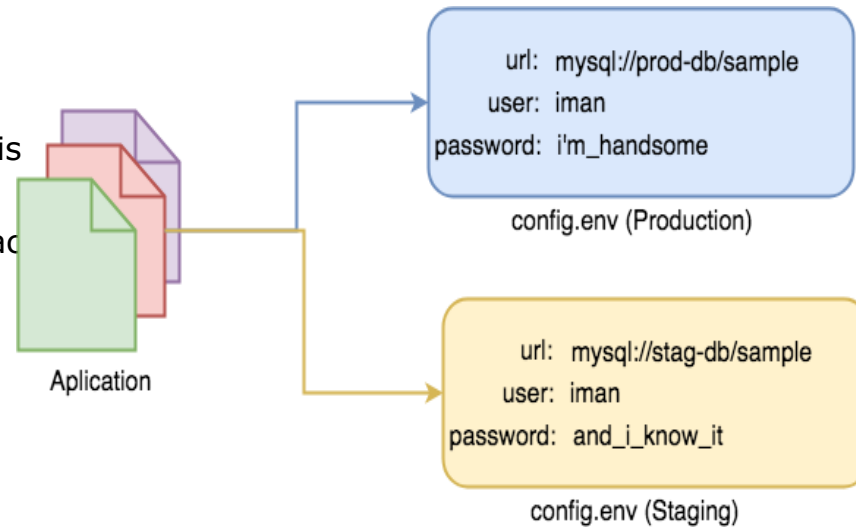 is
ac
Aplication
url: mysql://prod-db/sample
user: iman
password: i'm_handsome
config.env (Production)
url: mysql://stag-db/sample
user: iman
password: and_i_know_it
config.env (Staging)